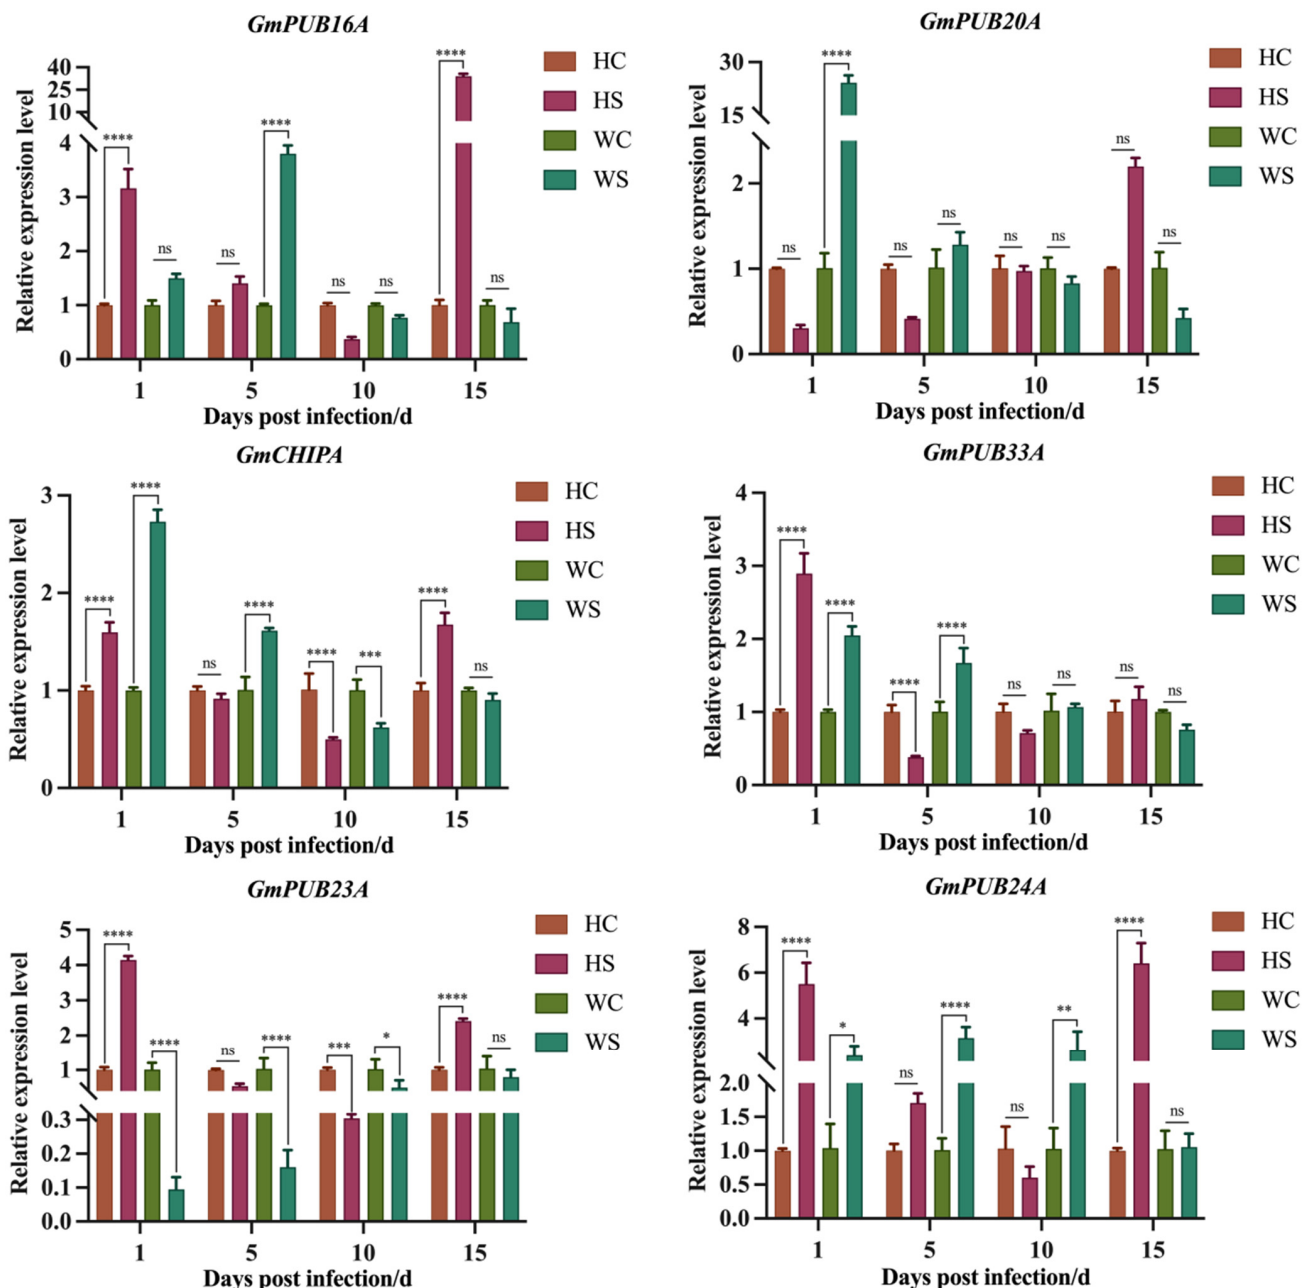 GmPUB16A
Relative expression level
40
25
10
4
3
2
1
0
**** ns ns **** ns ns **** ns
1 5 10 15
Days post infection/d
HC
HS
WC
WS
GmPUB20A
Relative expression level
30
15
2
1
0
ns **** ns ns ns ns ns ns
1 5 10 15
Days post infection/d
HC
HS
WC
WS
GmCHIPA
Relative expression level
3
2
1
0
**** **** ns **** **** *** **** ns
1 5 10 15
Days post infection/d
HC
HS
WC
WS
GmPUB33A
Relative expression level
4
3
2
1
0
**** **** **** **** ns ns ns ns
1 5 10 15
Days post infection/d
HC
HS
WC
WS
GmPUB23A
Relative expression level
5
4
3
2
1
0.3
0.2
0.1
0.0
**** **** ns **** *** * **** ns
1 5 10 15
Days post infection/d
HC
HS
WC
WS
GmPUB24A
Relative expression level
8
6
4
2.0
1.5
1.0
0.5
0.0
**** * ns **** ns ** **** ns
1 5 10 15
Days post infection/d
HC
HS
WC
WS